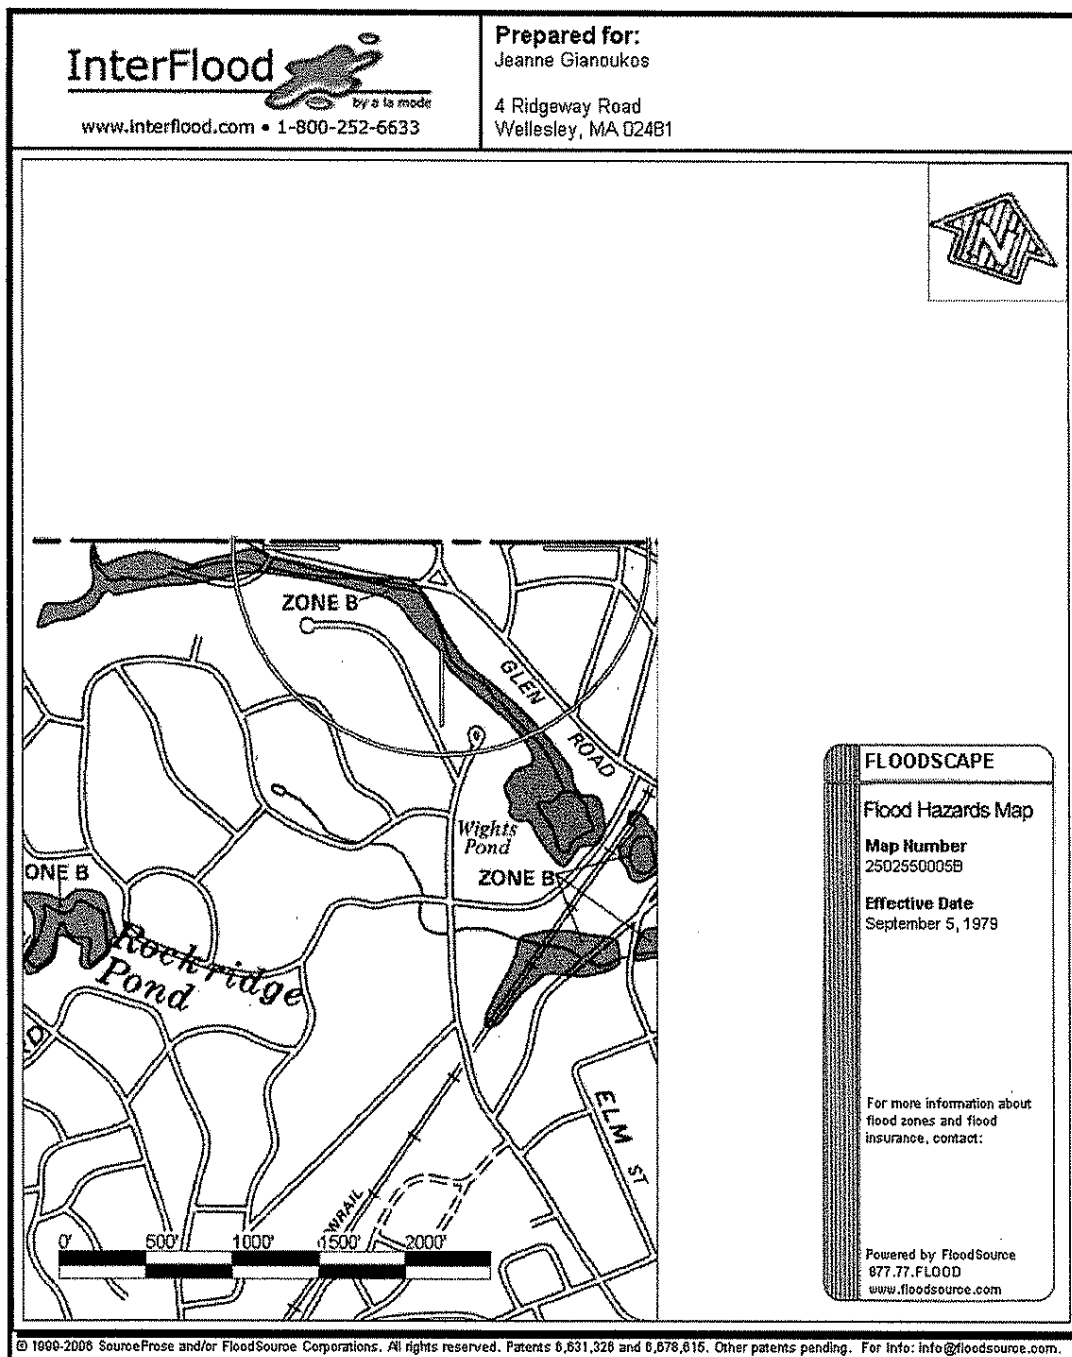 InterFlood
by a la mode
www.interflood.com • 1-800-252-6633
Prepared for:
Jeanne Gianoukos
4 Ridgeway Road
Wellesley, MA 02481
N
ZONE B
GLEN ROAD
Wights
Pond
ZONE B
ONE B
Rockridge
Pond
D
ELM ST
ONRAIL
0' 500' 1000' 1500' 2000'
FLOODSCAPE
Flood Hazards Map
Map Number
2502550005B
Effective Date
September 5, 1979
For more information about
flood zones and flood
insurance, contact:
Powered by FloodSource
877.77.FLOOD
www.floodsource.com
© 1999-2006 SourceProse and/or FloodSource Corporations. All rights reserved. Patents 6,631,326 and 6,678,615. Other patents pending. For Info: info@floodsource.com.